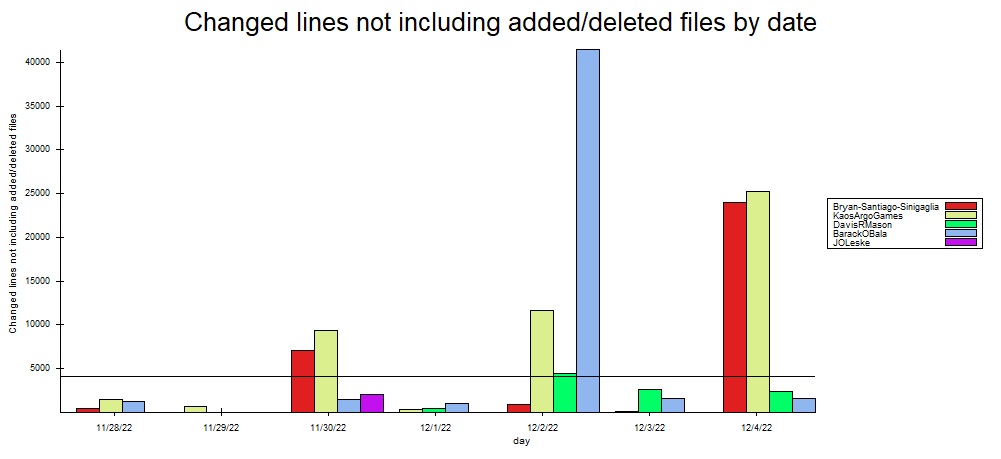 Changed lines not including added/deleted files by date
Changed lines not including added/deleted files
40000
35000
30000
25000
20000
15000
10000
5000
11/28/22
11/29/22
11/30/22
12/1/22
12/2/22
12/3/22
12/4/22
day
Bryan-Santiago-Sinigaglia
KaosArgoGames
DavisRMason
BarackOBala
JOLeske